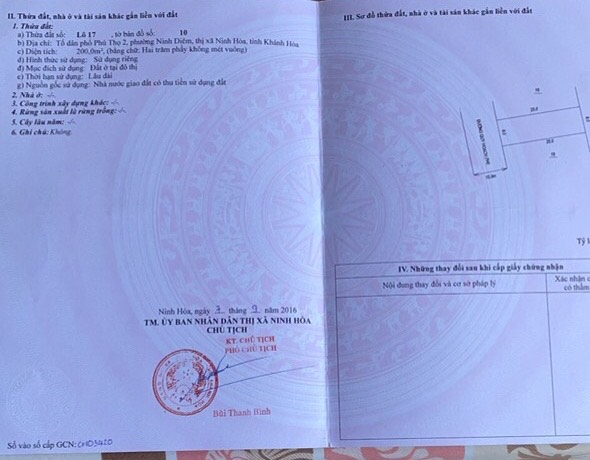 II. Thửa đất, nhà ở và tài sản khác gắn liền với đất
1. Thửa đất:
a) Thửa đất số: Lô 17 , tờ bản đồ số: 10
b) Địa chỉ: Tổ dân phố Phú Thọ 2, phường Ninh Diêm, thị xã Ninh Hòa, tỉnh Khánh Hòa
c) Diện tích: 200,0m², (bằng chữ: Hai trăm phẩy không mét vuông)
d) Hình thức sử dụng: Sử dụng riêng
đ) Mục đích sử dụng: Đất ở tại đô thị
e) Thời hạn sử dụng: Lâu dài
g) Nguồn gốc sử dụng: Nhà nước giao đất có thu tiền sử dụng đất
2. Nhà ở: -/-
3. Công trình xây dựng khác: -/-
4. Rừng sản xuất là rừng trồng: -/-
5. Cây lâu năm: -/-
6. Ghi chú: Không.
Ninh Hòa, ngày 7 tháng 9 năm 2016
TM. ỦY BAN NHÂN DÂN THỊ XÃ NINH HÒA
CHỦ TỊCH
KT. CHỦ TỊCH
PHÓ CHỦ TỊCH
Bùi Thanh Bình
Số vào sổ cấp GCN:
III. Sơ đồ thửa đất, nhà ở và tài sản khác gắn liền với đất
Tỷ l
IV. Những thay đổi sau khi cấp giấy chứng nhận
Nội dung thay đổi và cơ sở pháp lý
Xác nhận c
có thẩm